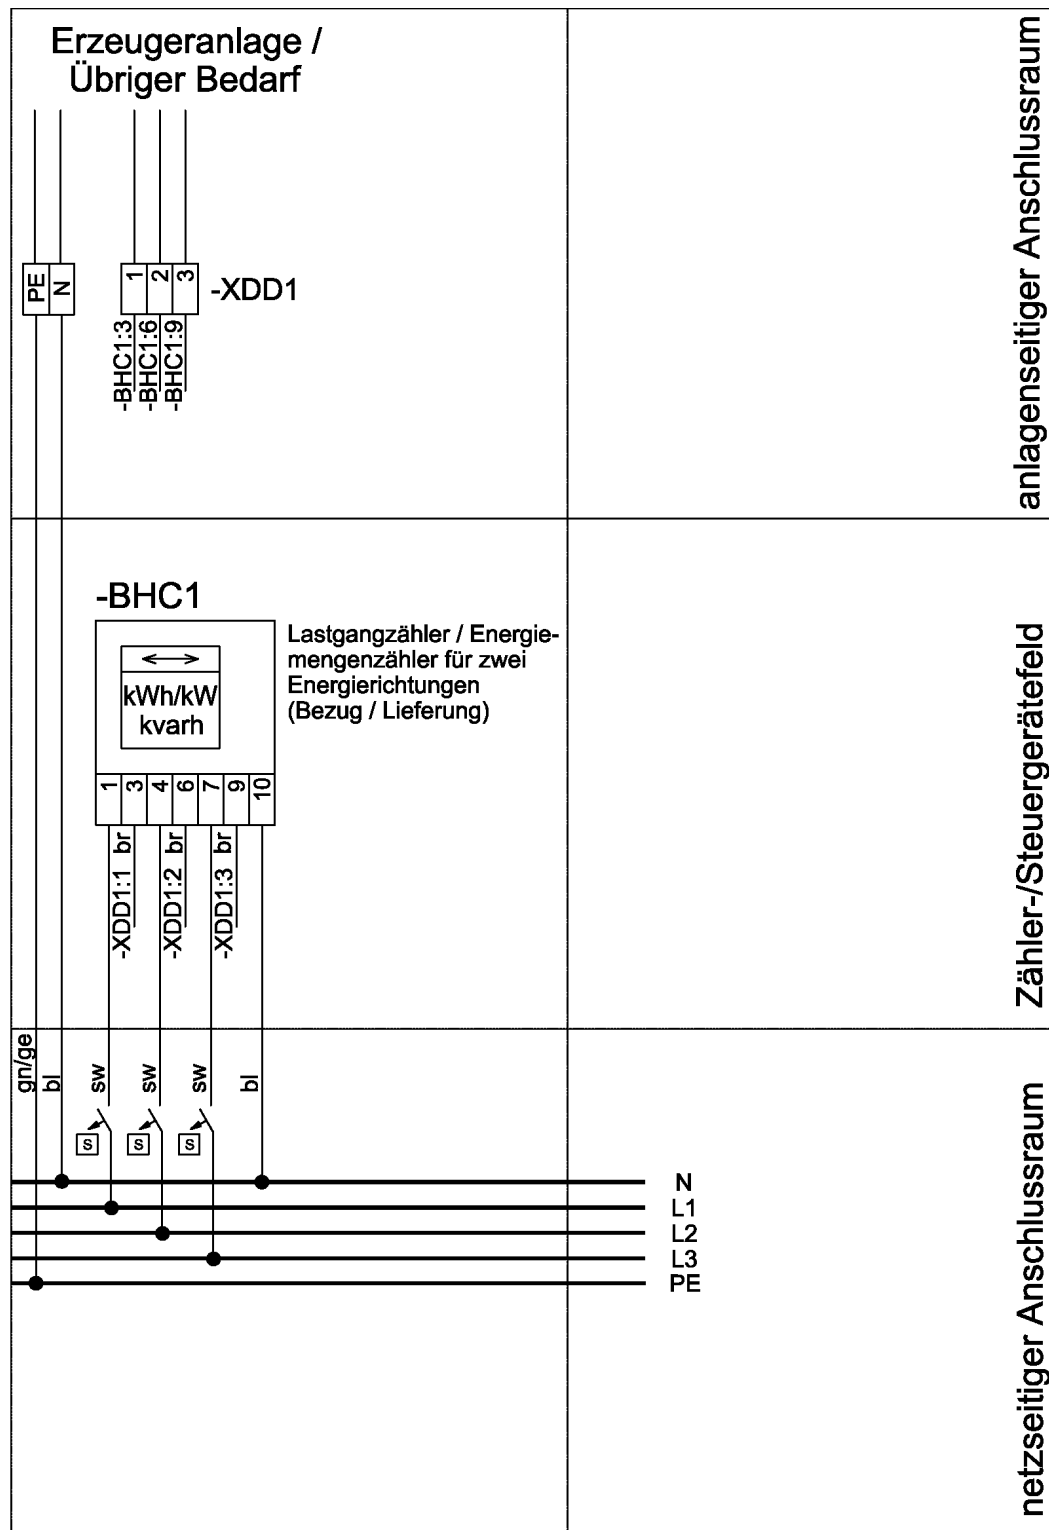 Erzeugeranlage /
Übriger Bedarf
anlagenseitiger Anschlussraum
PE
N
1
2
3
-XDD1
-BHC1:3
-BHC1:6
-BHC1:9
-BHC1
Lastgangzähler / Energie-
mengenzähler für zwei
Energierichtungen
(Bezug / Lieferung)
kWh/kW
kvarh
1
3
4
6
7
9
10
-XDD1:1 br
-XDD1:2 br
-XDD1:3 br
Zähler-/Steuergerätefeld
gn/ge
bl
sw
sw
sw
bl
s
s
s
N
L1
L2
L3
PE
netzseitiger Anschlussraum